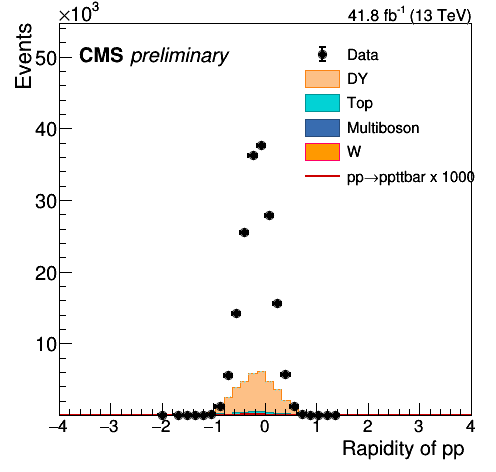 ×10³
41.8 fb⁻¹ (13 TeV)
Events
CMS preliminary
Data
DY
Top
Multiboson
W
pp→ppttbar x 1000
50
40
30
20
10
−4 −3 −2 −1 0 1 2 3 4
Rapidity of pp